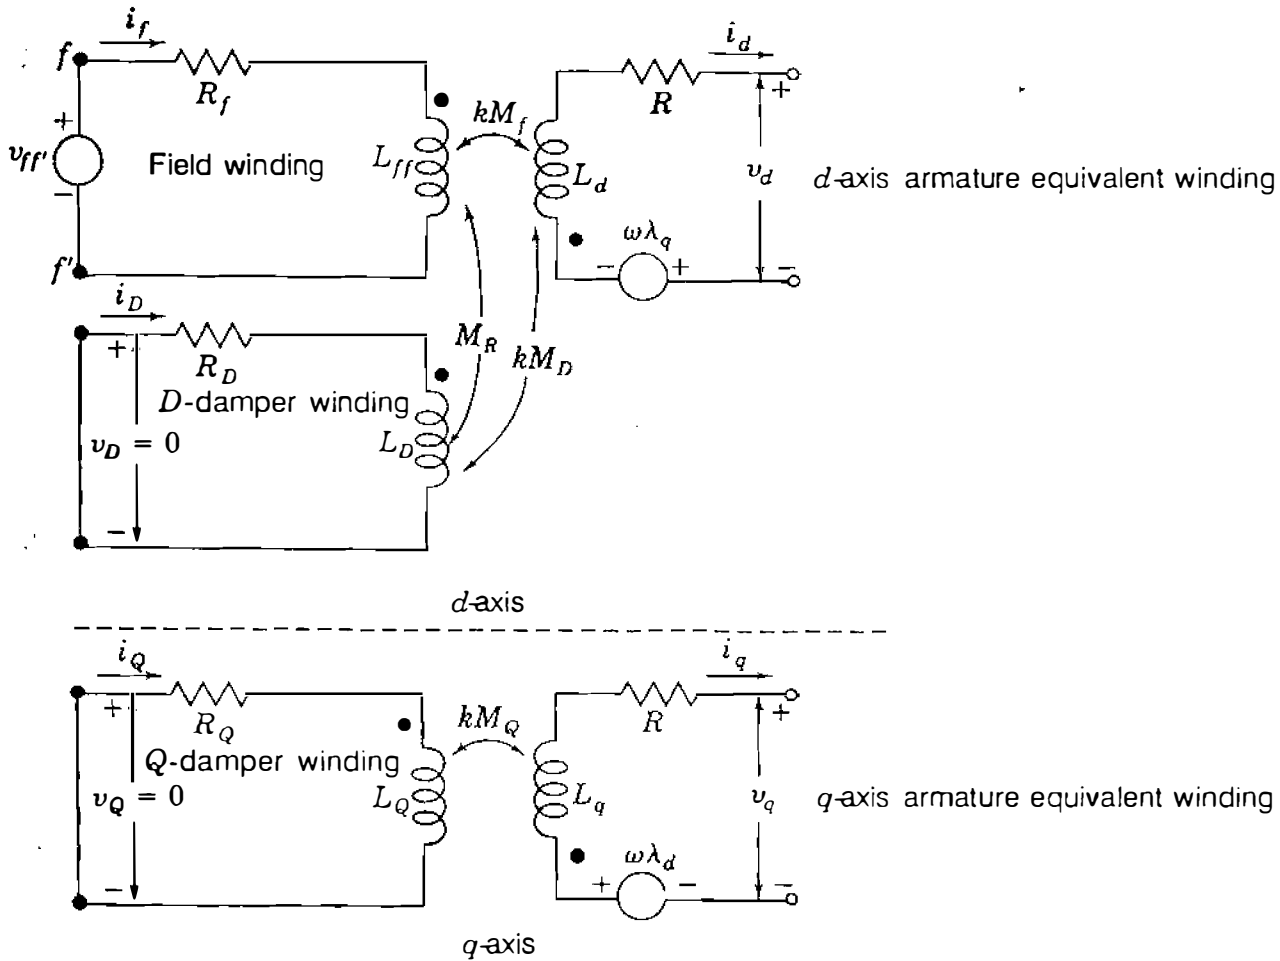 i_f
f
R_f
+
v_ff'
−
Field winding
L_ff
f'
kM_f
i_d
R
+
L_d
v_d
d-axis armature equivalent winding
ωλ_q
− +
−
M_R
kM_D
i_D
+
R_D
D-damper winding
v_D = 0
L_D
−
d-axis
i_Q
+
R_Q
Q-damper winding
v_Q = 0
L_Q
−
kM_Q
i_q
R
+
L_q
v_q
q-axis armature equivalent winding
ωλ_d
+ −
−
q-axis